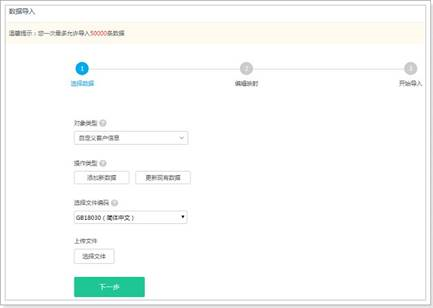 数据导入
温馨提示：您一次最多允许导入50000条数据
1 2 3
选择数据 编辑映射 开始导入
对象类型 ?
自定义客户信息
操作类型 ?
添加新数据 更新现有数据
选择文件编码 ?
GB18030（简体中文）
上传文件
选择文件
下一步